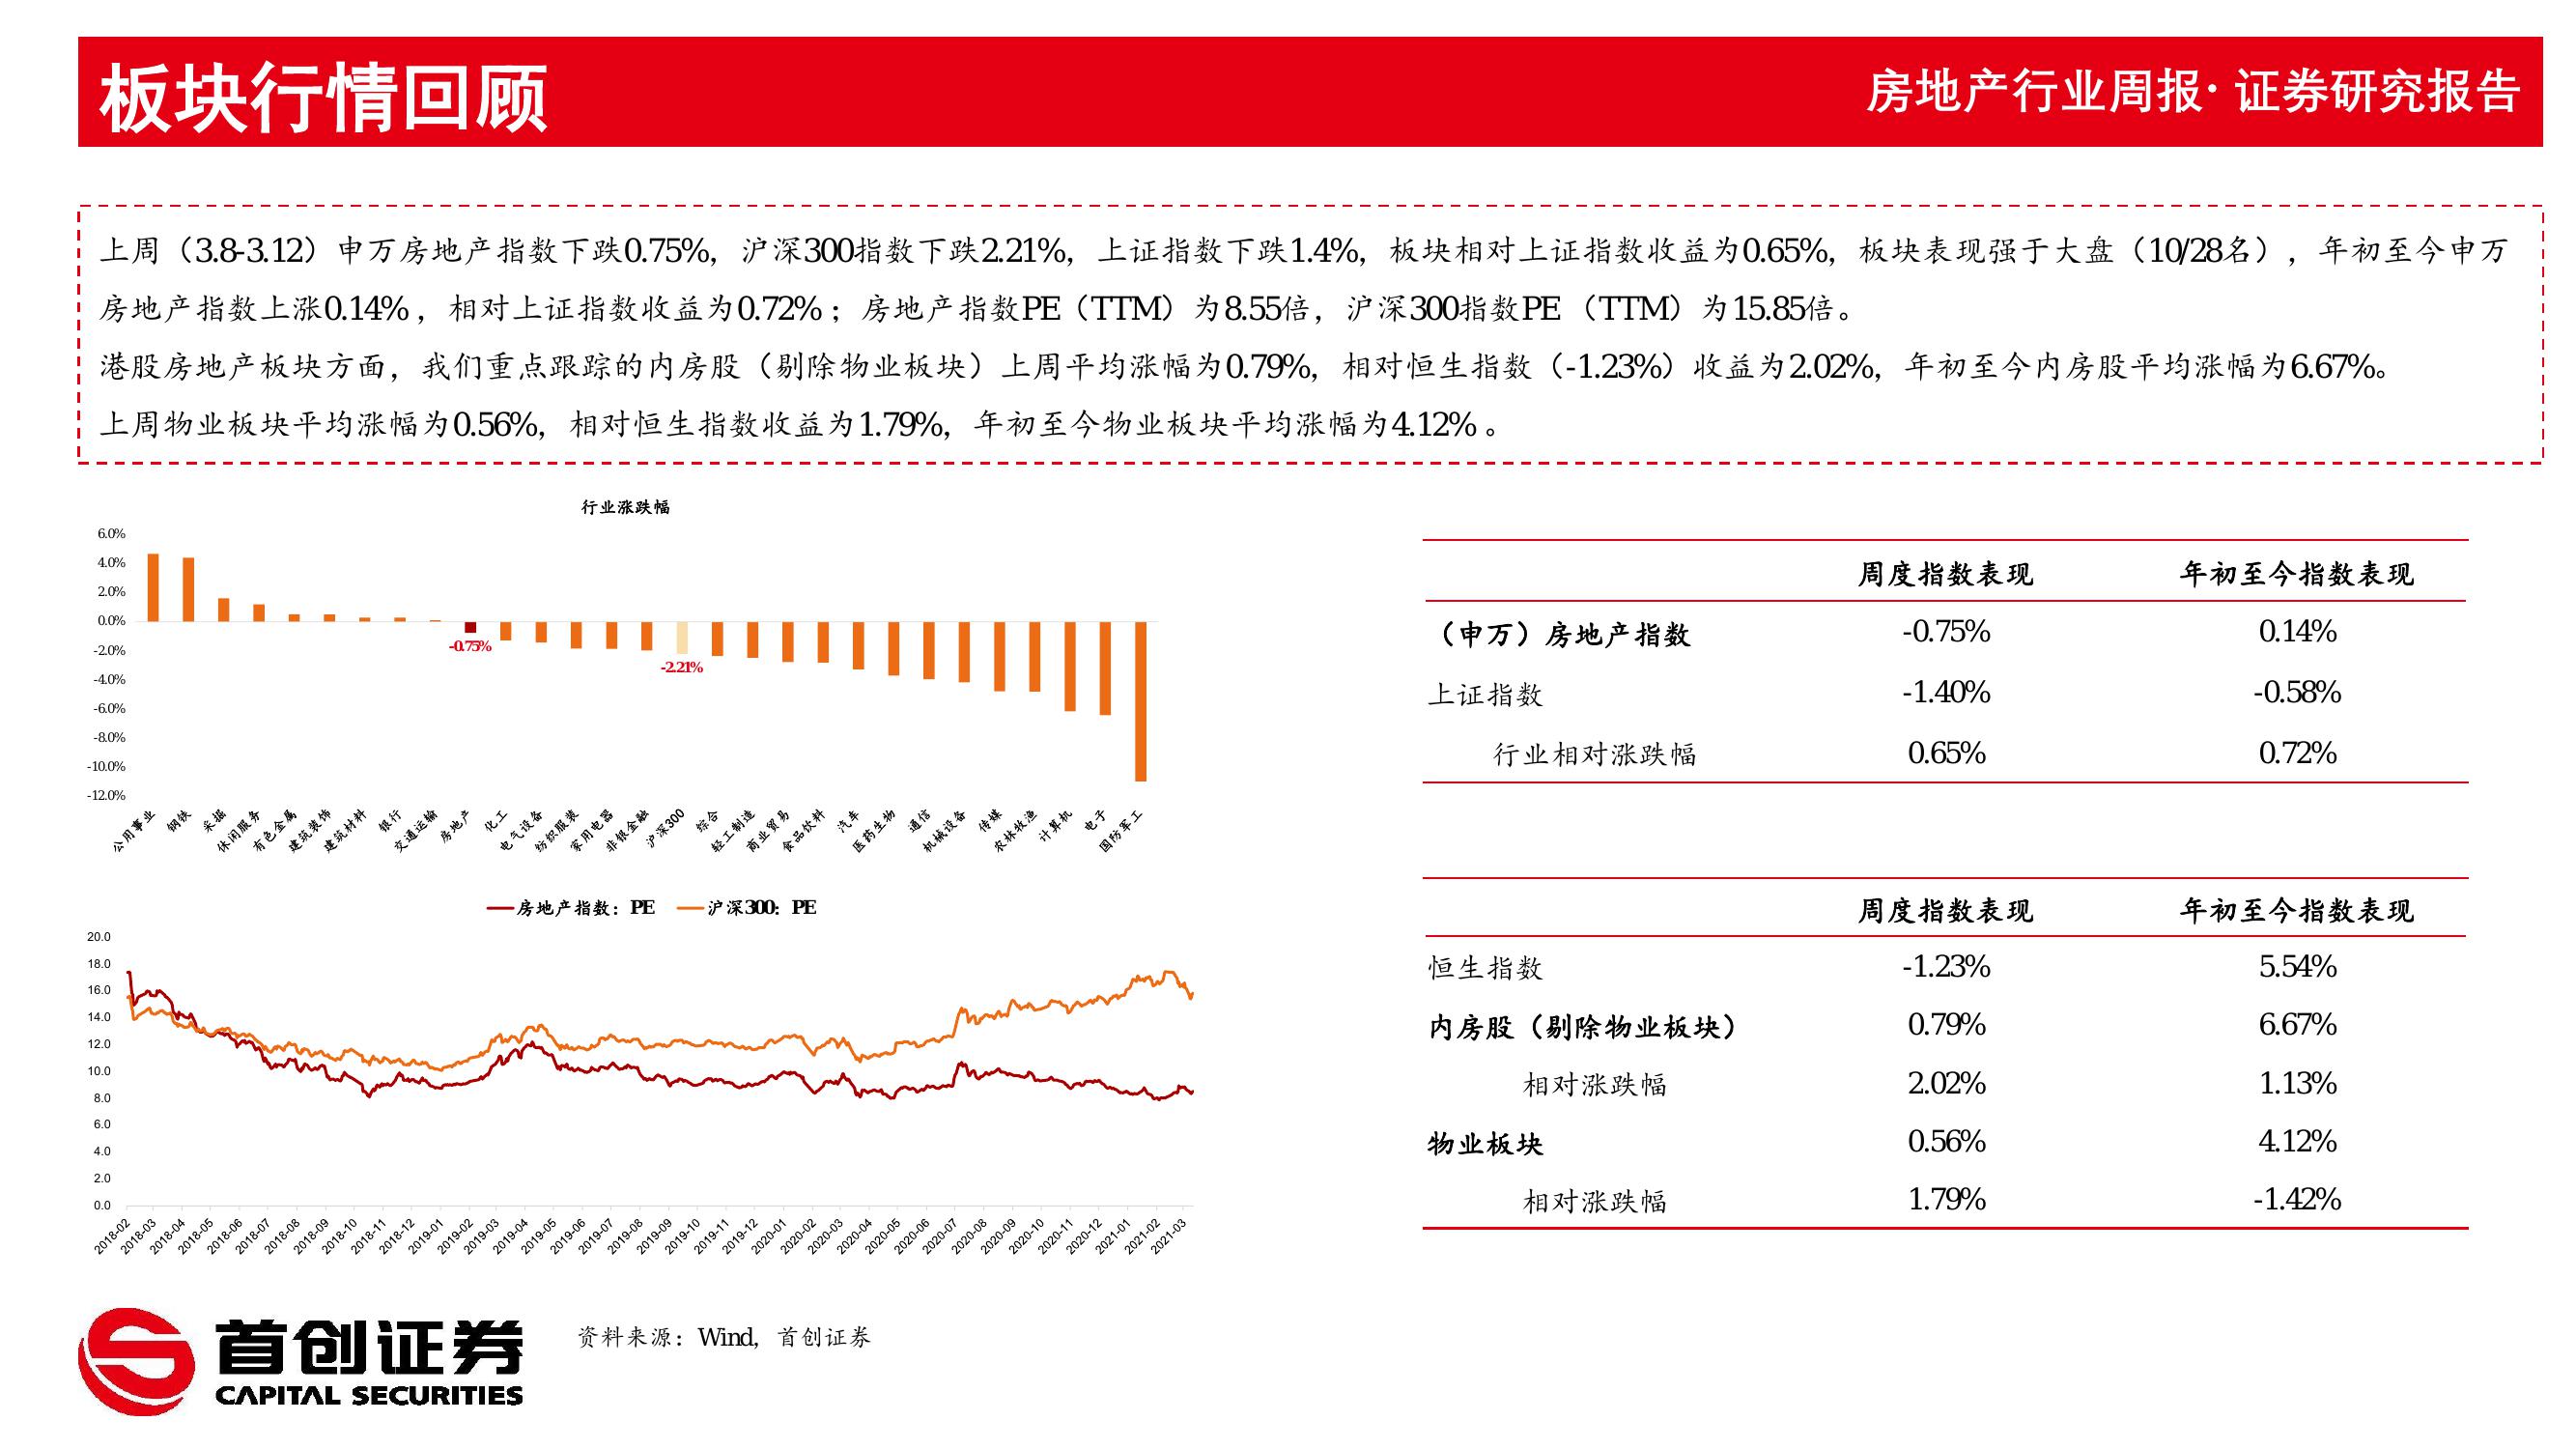 板块行情回顾
房地产行业周报· 证券研究报告
上周（3.8-3.12）申万房地产指数下跌0.75%，沪深300指数下跌2.21%，上证指数下跌1.4%，板块相对上证指数收益为0.65%，板块表现强于大盘（10/28名），年初至今申万
房地产指数上涨0.14%，相对上证指数收益为0.72%；房地产指数PE（TTM）为8.55倍，沪深300指数PE （TTM）为15.85倍。
港股房地产板块方面，我们重点跟踪的内房股（剔除物业板块）上周平均涨幅为0.79%，相对恒生指数（-1.23%）收益为2.02%，年初至今内房股平均涨幅为6.67%。
上周物业板块平均涨幅为0.56%，相对恒生指数收益为1.79%，年初至今物业板块平均涨幅为4.12%。
行业涨跌幅
6.0%
4.0%
2.0%
0.0%
-2.0%
-4.0%
-6.0%
-8.0%
-10.0%
-12.0%
-0.75%
-2.21%
公用事业 钢铁 采掘 休闲服务 有色金属 建筑装饰 建筑材料 银行 交通运输 房地产 化工 电气设备 纺织服装 家用电器 非银金融 沪深300 综合 轻工制造 商业贸易 食品饮料 汽车 医药生物 通信 机械设备 传媒 农林牧渔 计算机 电子 国防军工
房地产指数：PE 沪深300：PE
20.0
18.0
16.0
14.0
12.0
10.0
8.0
6.0
4.0
2.0
0.0
2018-02 2018-03 2018-04 2018-05 2018-06 2018-07 2018-08 2018-09 2018-10 2018-11 2018-12 2019-01 2019-02 2019-03 2019-04 2019-05 2019-06 2019-07 2019-08 2019-09 2019-10 2019-11 2019-12 2020-01 2020-02 2020-03 2020-04 2020-05 2020-06 2020-07 2020-08 2020-09 2020-10 2020-11 2020-12 2021-01 2021-02 2021-03
周度指数表现 年初至今指数表现
（申万）房地产指数 -0.75% 0.14%
上证指数 -1.40% -0.58%
行业相对涨跌幅 0.65% 0.72%
周度指数表现 年初至今指数表现
恒生指数 -1.23% 5.54%
内房股（剔除物业板块） 0.79% 6.67%
相对涨跌幅 2.02% 1.13%
物业板块 0.56% 4.12%
相对涨跌幅 1.79% -1.42%
首创证券
CAPITAL SECURITIES
资料来源：Wind，首创证券